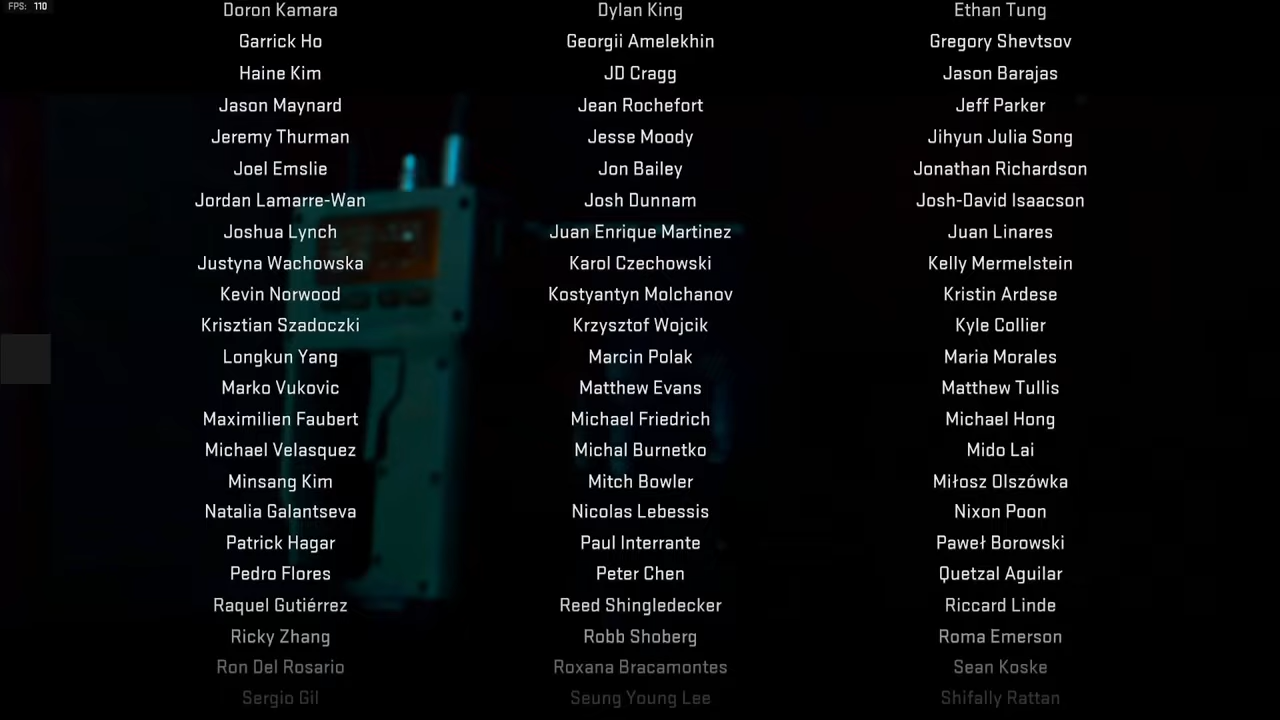 FPS: 110
Doron Kamara Dylan King Ethan Tung
Garrick Ho Georgii Amelekhin Gregory Shevtsov
Haine Kim JD Cragg Jason Barajas
Jason Maynard Jean Rochefort Jeff Parker
Jeremy Thurman Jesse Moody Jihyun Julia Song
Joel Emslie Jon Bailey Jonathan Richardson
Jordan Lamarre-Wan Josh Dunnam Josh-David Isaacson
Joshua Lynch Juan Enrique Martinez Juan Linares
Justyna Wachowska Karol Czechowski Kelly Mermelstein
Kevin Norwood Kostyantyn Molchanov Kristin Ardese
Krisztian Szadoczki Krzysztof Wojcik Kyle Collier
Longkun Yang Marcin Polak Maria Morales
Marko Vukovic Matthew Evans Matthew Tullis
Maximilien Faubert Michael Friedrich Michael Hong
Michael Velasquez Michal Burnetko Mido Lai
Minsang Kim Mitch Bowler Miłosz Olszówka
Natalia Galantseva Nicolas Lebessis Nixon Poon
Patrick Hagar Paul Interrante Paweł Borowski
Pedro Flores Peter Chen Quetzal Aguilar
Raquel Gutiérrez Reed Shingledecker Riccard Linde
Ricky Zhang Robb Shoberg Roma Emerson
Ron Del Rosario Roxana Bracamontes Sean Koske
Sergio Gil Seung Young Lee Shifally Rattan